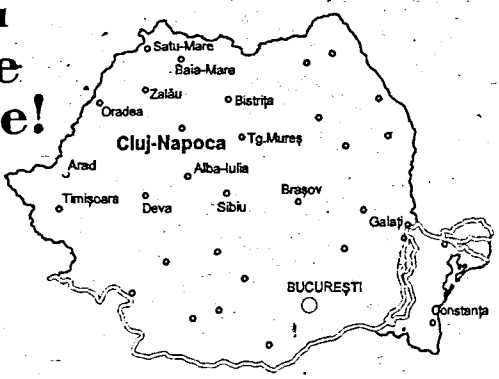 e
e!
Satu-Mare
Baia-Mare
Zalău
Oradea
Bistrița
Cluj-Napoca
Tg.Mureș
Arad
Alba-Iulia
Timișoara
Deva
Sibiu
Brașov
Galați
BUCUREȘTI
Constanța